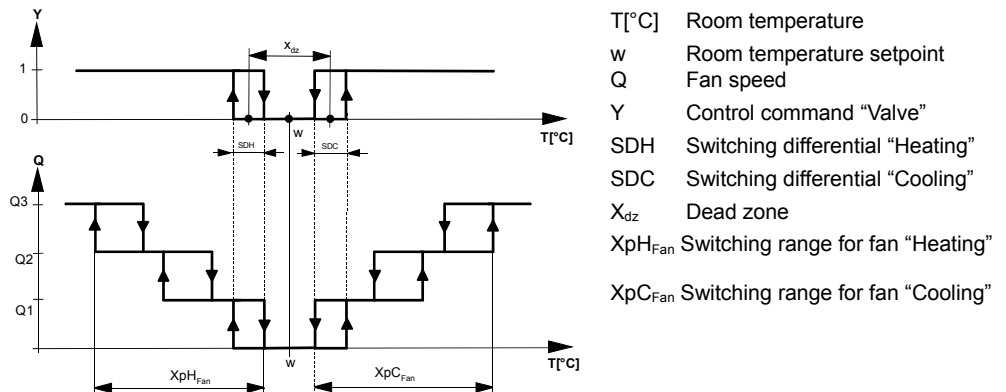 Y
X_dz
1
0
w
T[°C]
SDH
SDC
Q
Q3
Q2
Q1
w
T[°C]
XpH_Fan
XpC_Fan
T[°C] Room temperature
w Room temperature setpoint
Q Fan speed
Y Control command “Valve”
SDH Switching differential “Heating”
SDC Switching differential “Cooling”
X_dz Dead zone
XpH_Fan Switching range for fan “Heating”
XpC_Fan Switching range for fan “Cooling”